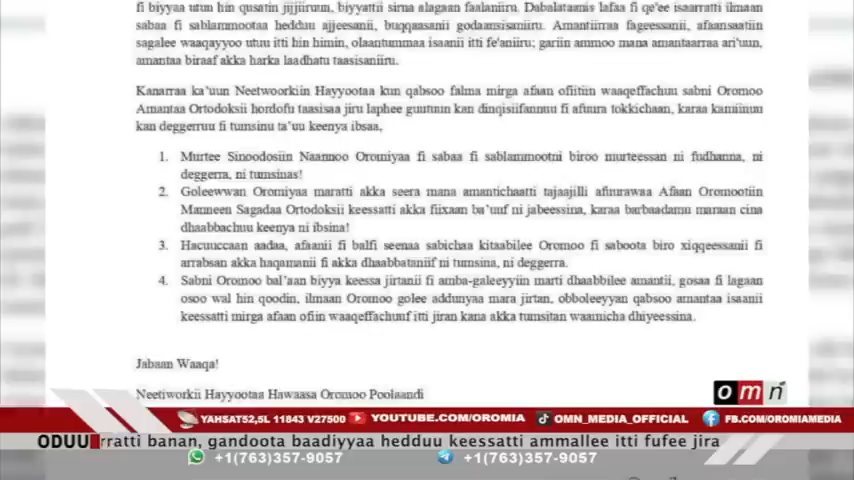 fi biyyaa utun hin qusatin jijjiiruun, biyyattii sirna alagaan faalaniiru. Dabalataanis lafaa fi qe'ee isaarratti ilmaan
sabaa fi sablammootaa hedduu ajjeesanii, buqqaasanii godaansisaniiru. Amantiirraa fageessanii, afaansaatiin
sagalee waaqayyoo utuu itti hin himin, olaantummaa isaanii itti fe'aniiru; gariin ammoo mana amantaarraa ari'uun,
amantaa biraaf akka harka laadhatu taasisaniiru.
Kanarraa ka'uun Neetwoorkiin Hayyootaa kun qabsoo falma mirga afaan ofiitiin waaqeffachuu sabni Oromoo
Amantaa Ortodoksii hordofu taasisaa jiru laphee guutuun kan dinqisiifannuu fi afuura tokkichaan, karaa kamiinuu
kan deggerruu fi tumsinu ta'uu keenya ibsaa,
1. Murtee Sinoodosiin Naannoo Oromiyaa fi sabaa fi sablammootni biroo murteessan ni fudhanna, ni
deggerra, ni tumsinas!
2. Goleewwan Oromiyaa maratti akka seera mana amantichaatti tajaajilli afuurawaa Afaan Oromootiin
Manneen Sagadaa Ortodoksii keessatti akka fiixaan ba'uuf ni jabeessina, karaa barbaadamu maraan cina
dhaabbachuu keenya ni ibsina!
3. Hacuuccaan aadaa, afaanii fi balfi seenaa sabichaa kitaabilee Oromoo fi saboota biro xiqqeessanii fi
arrabsan akka haqamanii fi akka dhaabbataniif ni tumsina, ni deggerra.
4. Sabni Oromoo bal'aan biyya keessa jirtanii fi amba-galeeyyiin marti dhaabbilee amantii, gosaa fi lagaan
osoo wal hin qoodin, ilmaan Oromoo golee addunyaa mara jirtan, obboleeyyan qabsoo amantaa isaanii
keessatti mirga afaan ofiin waaqeffachuuf itti jiran kana akka tumsitan waamicha dhiyeessina.
Jabaan Waaqa!
Neetiworkii Hayyootaa Hawaasa Oromoo Poolaandi
omn
YAHSAT52,5L 11843 V27500 YOUTUBE.COM/OROMIA OMN_MEDIA_OFFICIAL FB.COM/OROMIAMEDIA
ODUU rratti banan, gandoota baadiyyaa hedduu keessatti ammallee itti fufee jira
+1(763)357-9057 +1(763)357-9057